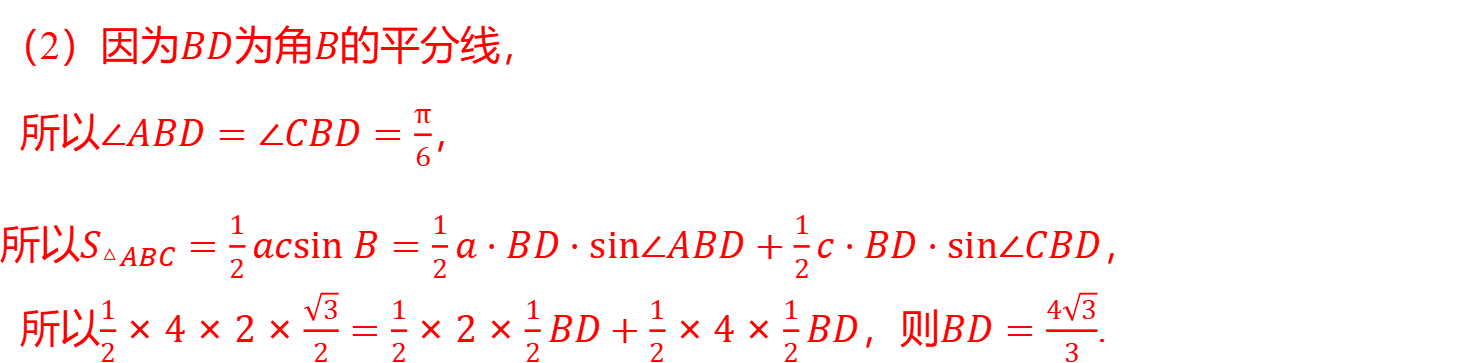 （2）因为BD为角B的平分线，
所以∠ABD = ∠CBD = π/6，
所以S△ABC = 1/2 acsin B = 1/2 a · BD · sin∠ABD + 1/2 c · BD · sin∠CBD，
所以1/2 × 4 × 2 × √3/2 = 1/2 × 2 × 1/2 BD + 1/2 × 4 × 1/2 BD，则BD = 4√3/3.